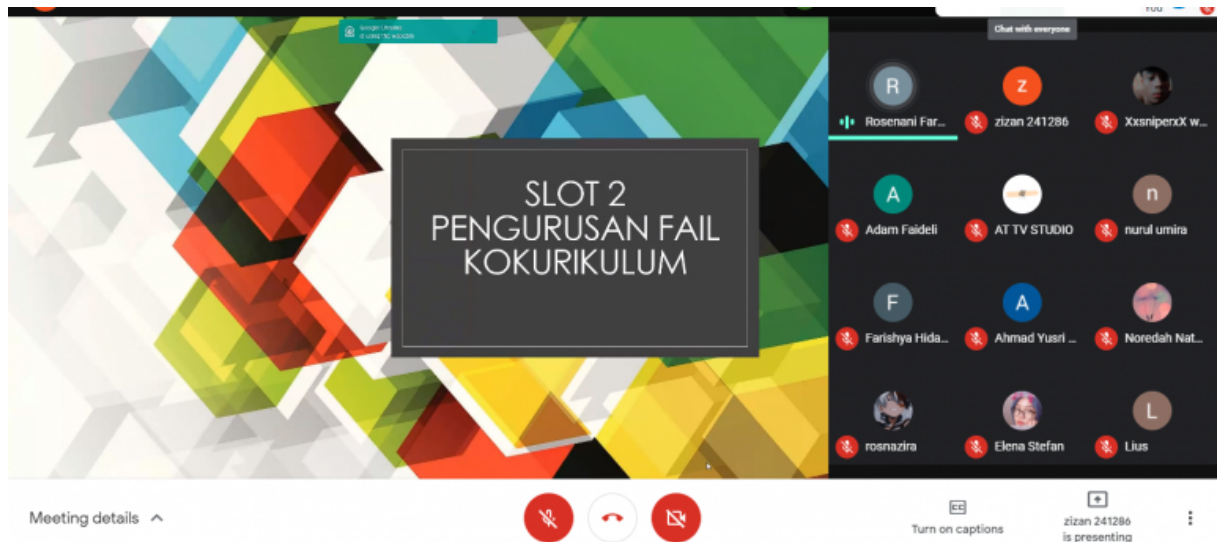 You
Chat with everyone
SLOT 2
PENGURUSAN FAIL
KOKURIKULUM
R
Rosenani Far...
z
zizan 241286
XxsniperxX w...
A
Adam Faideli
AT TV STUDIO
n
nurul umira
F
Farishya Hida...
A
Ahmad Yusri ...
Noredah Nat...
rosnazira
Elena Stefan
L
Lius
Meeting details
CC
Turn on captions
zizan 241286
is presenting